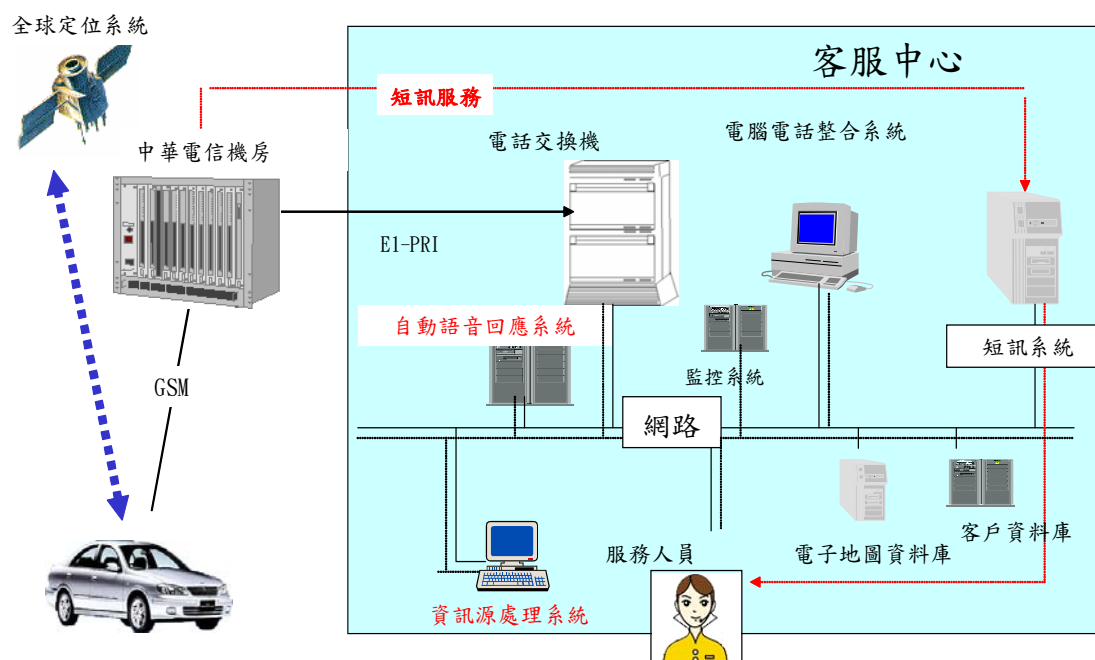 全球定位系統
客服中心
短訊服務
電腦電話整合系統
電話交換機
中華電信機房
E1-PRI
自動語音回應系統
短訊系統
監控系統
GSM
網路
客戶資料庫
服務人員
電子地圖資料庫
資訊源處理系統